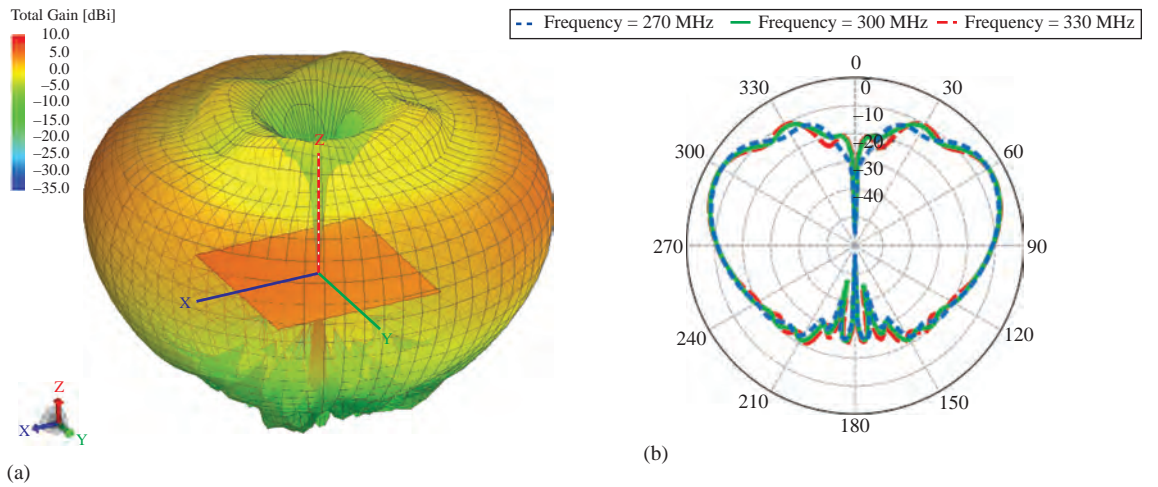 Total Gain [dBi]
10.0
5.0
0.0
−5.0
−10.0
−15.0
−20.0
−25.0
−30.0
−35.0
Z
X
Y
Z
X
Y
(a)
Frequency = 270 MHz Frequency = 300 MHz Frequency = 330 MHz
0
330 0 30
−10
300 −20 60
−30
−40
270 90
240 120
210 150
180
(b)